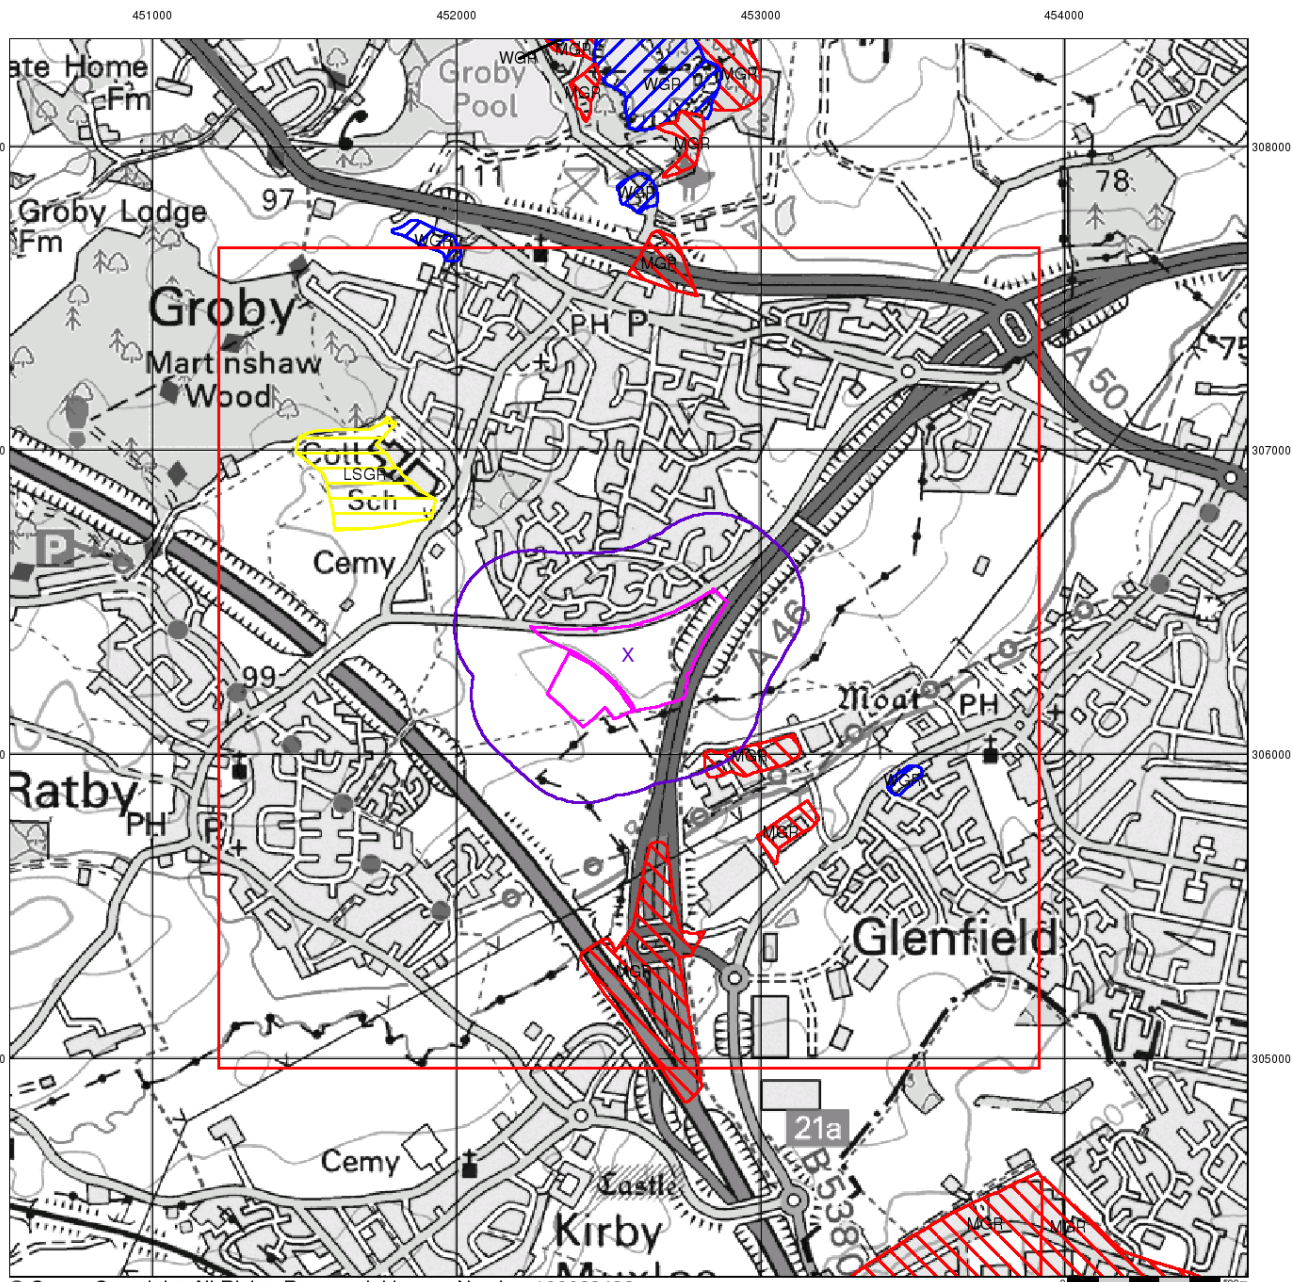 451000 452000 453000 454000
ate Home
Fm
Groby
Pool
WGR
MGR
MGR
WGR
MGR
MGR
308000
97
111
WGR
78
Groby Lodge
Fm
WGR
MGR
Groby
PH P
Martinshaw
Wood
A 50
75
307000
Coll
LSGR
Sch
P
Cemy
X
A 46
99
Moat
PH
306000
MGR
WGR
Ratby
PH P
MGR
Glenfield
MGR
305000
21a
Cemy
Castle
B5380
Kirby
MGR
MGR